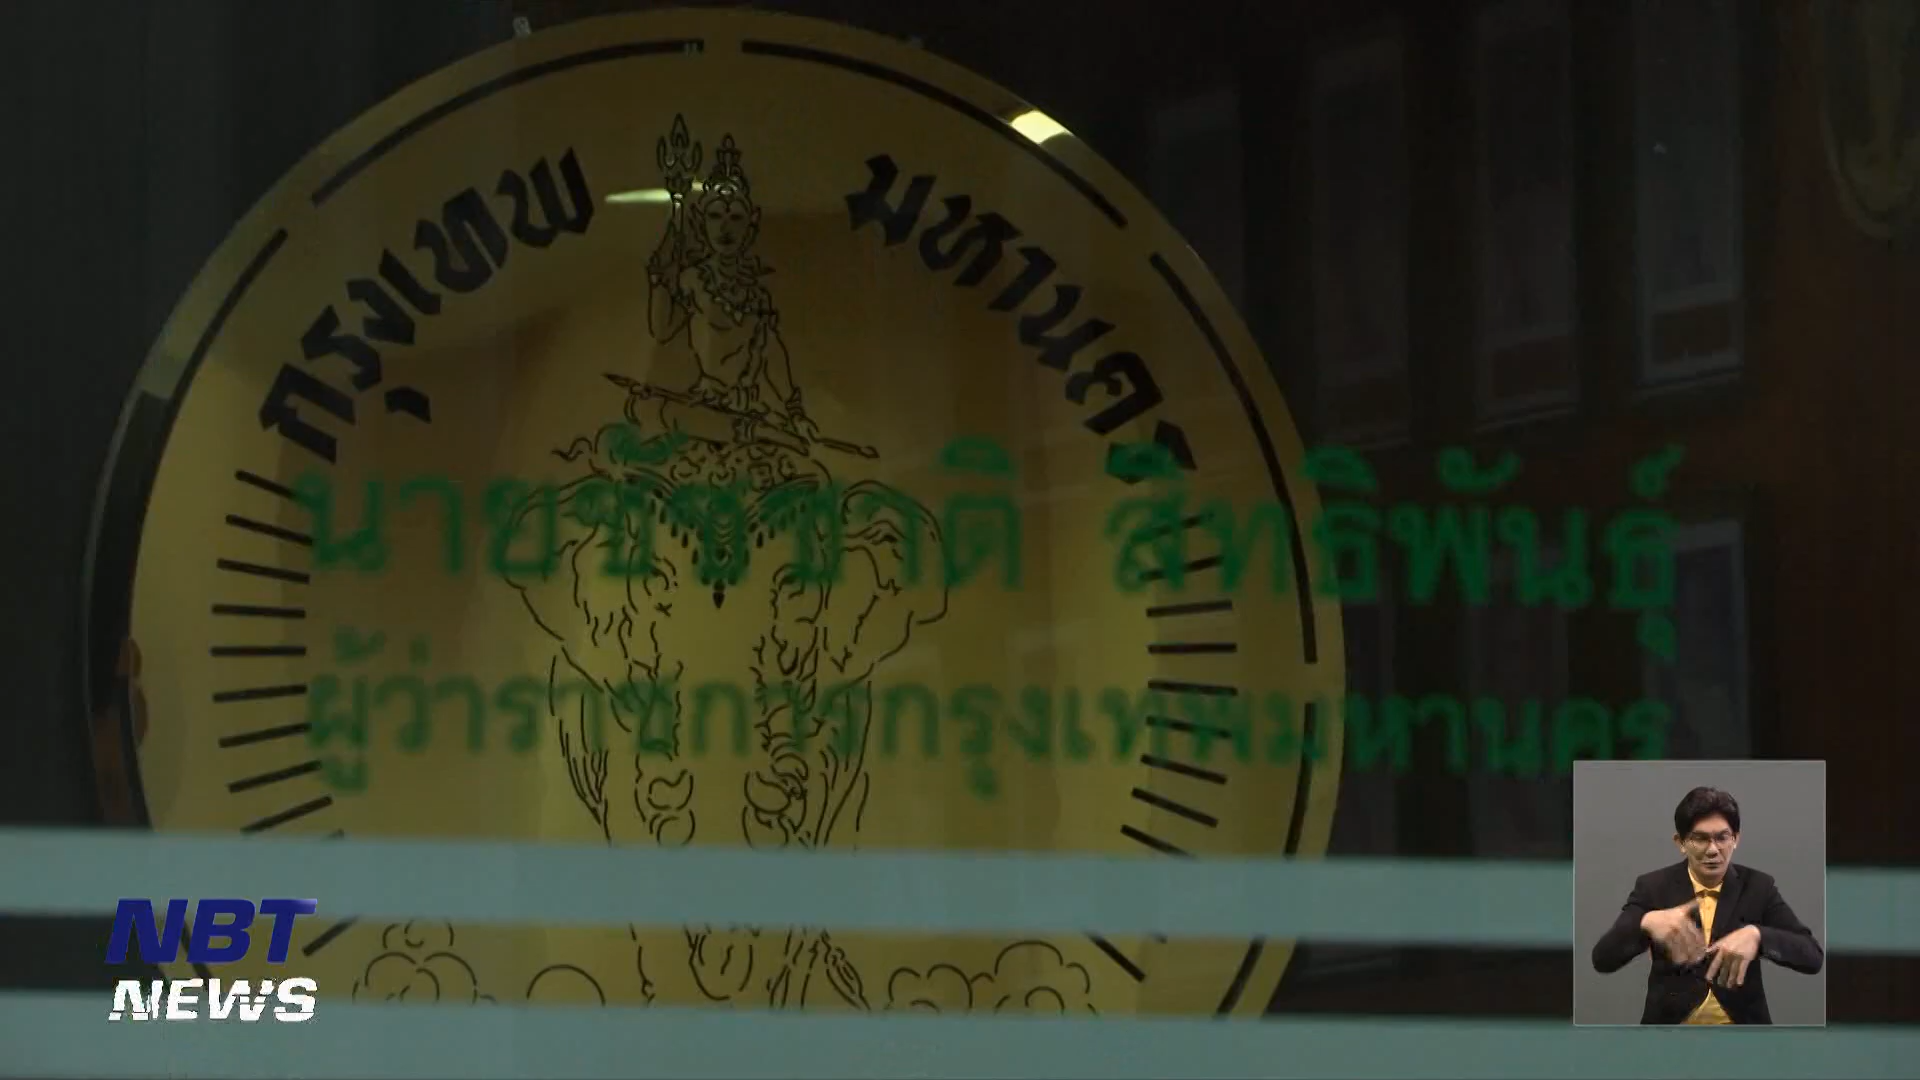 กรุงเทพ มหานคร
นายชัชชาติ สิทธิพันธุ์
ผู้ว่าราชการกรุงเทพมหานคร
NBT
NEWS